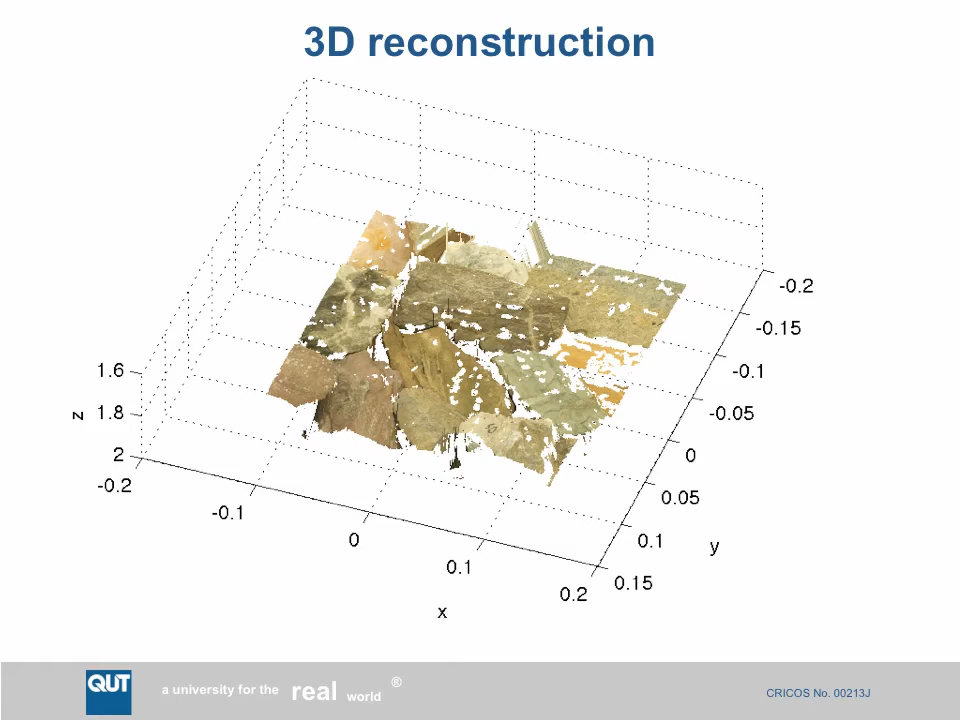 3D reconstruction
1.6
1.8
2
z
-0.2
-0.1
0
0.1
0.2
x
-0.2
-0.15
-0.1
-0.05
0
0.05
0.1
0.15
y
QUT
a university for the real world ®
CRICOS No. 00213J